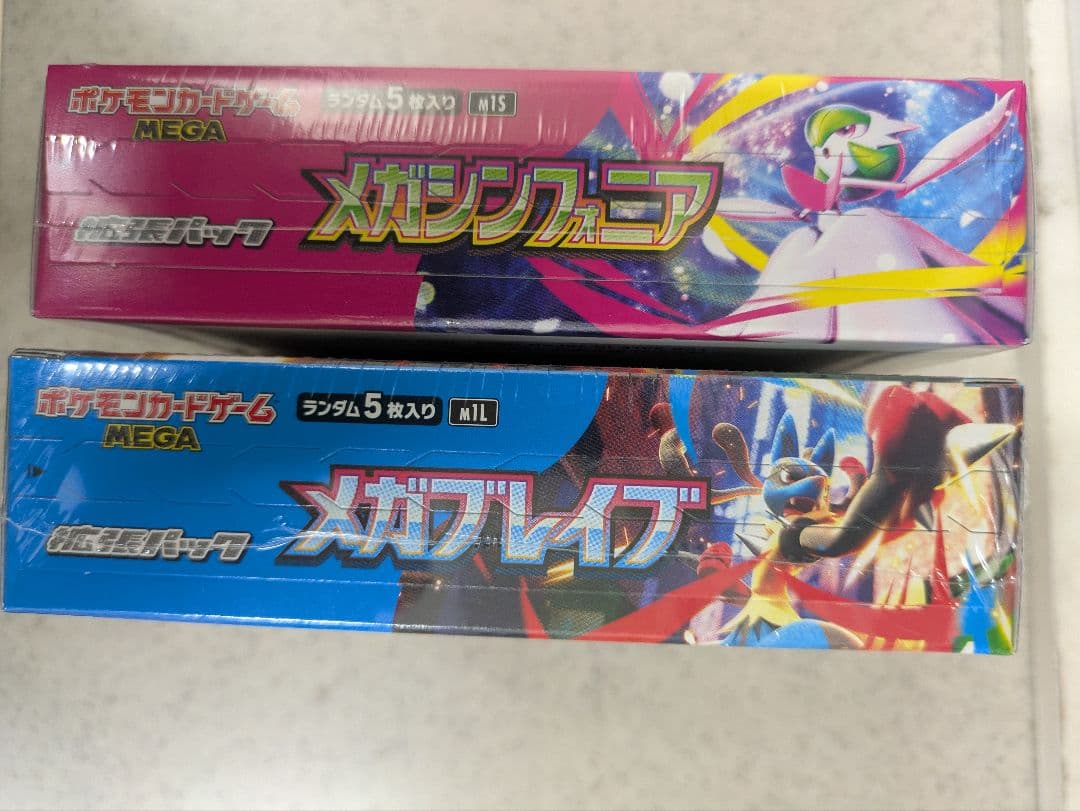 ポケモンカードゲーム ランダム5枚入り M1S
MEGA
メガシンフォニア
拡張パック
ポケモンカードゲーム ランダム5枚入り M1L
MEGA
メガブレイブ
拡張パック